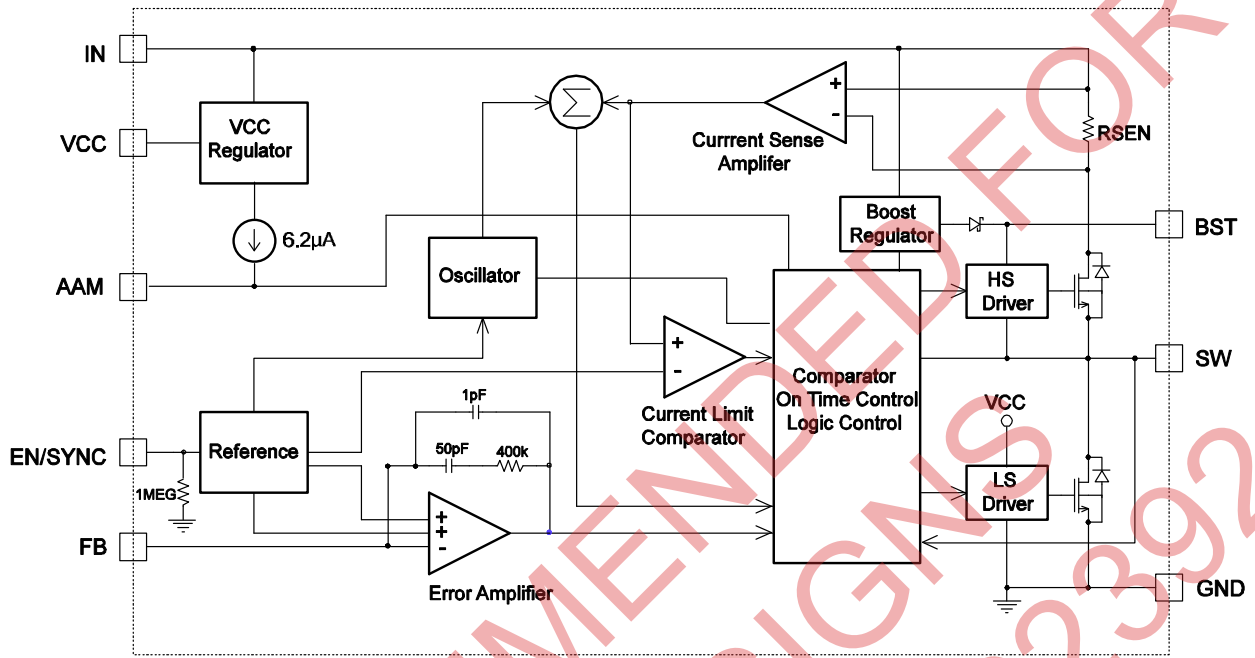 IN
VCC
AAM
EN/SYNC
FB
VCC
Regulator
6.2µA
Oscillator
Reference
1MEG
1pF
50pF
400k
+
+
-
Error Amplifier
Σ
+
-
Currrent Sense
Amplifer
RSEN
Boost
Regulator
+
-
Current Limit
Comparator
Comparator
On Time Control
Logic Control
HS
Driver
VCC
LS
Driver
BST
SW
GND
MENDED FOR
SIGNS
2392